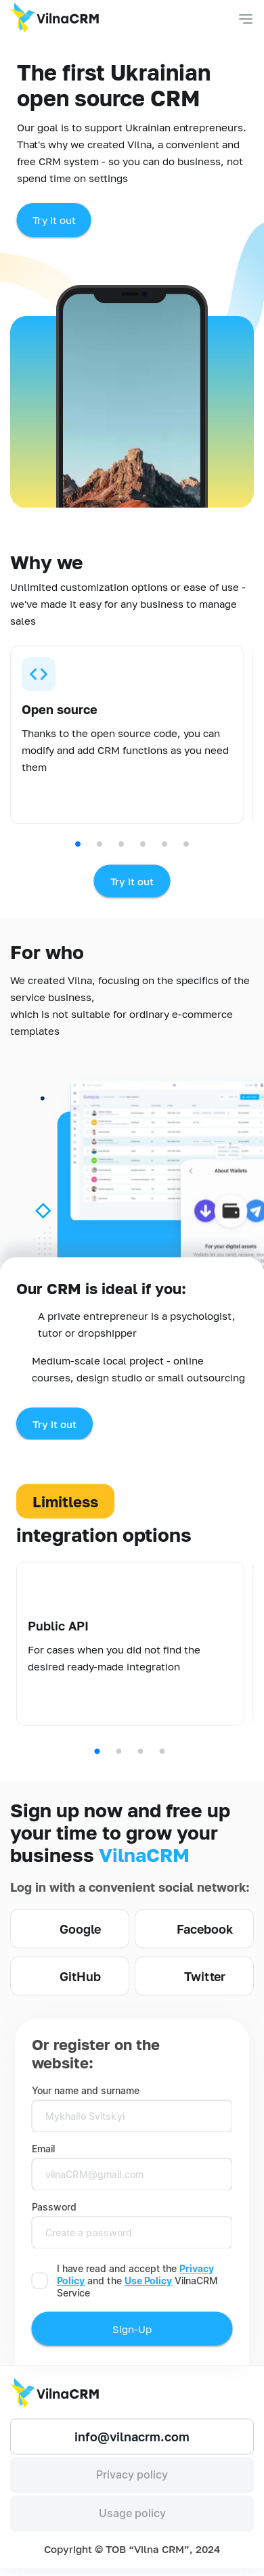 VilnaCRM
The first Ukrainian
open source CRM
Our goal is to support Ukrainian entrepreneurs.
That's why we created Vilna, a convenient and
free CRM system - so you can do business, not
spend time on settings
Try it out
Why we
Unlimited customization options or ease of use -
we've made it easy for any business to manage
sales
Open source
Thanks to the open source code, you can
modify and add CRM functions as you need
them
Try it out
For who
We created Vilna, focusing on the specifics of the
service business,
which is not suitable for ordinary e-commerce
templates
About Wallets
For your digital assets
Our CRM is ideal if you:
A private entrepreneur is a psychologist,
tutor or dropshipper
Medium-scale local project - online
courses, design studio or small outsourcing
Try it out
Limitless
integration options
Public API
For cases when you did not find the
desired ready-made integration
Sign up now and free up
your time to grow your
business VilnaCRM
Log in with a convenient social network:
Google
Facebook
GitHub
Twitter
Or register on the
website:
Your name and surname
Mykhailo Svitskyi
Email
vilnaCRM@gmail.com
Password
Create a password
I have read and accept the Privacy
Policy and the Use Policy VilnaCRM
Service
Sign-Up
VilnaCRM
info@vilnacrm.com
Privacy policy
Usage policy
Copyright © ТОВ “Vilna CRM”, 2024